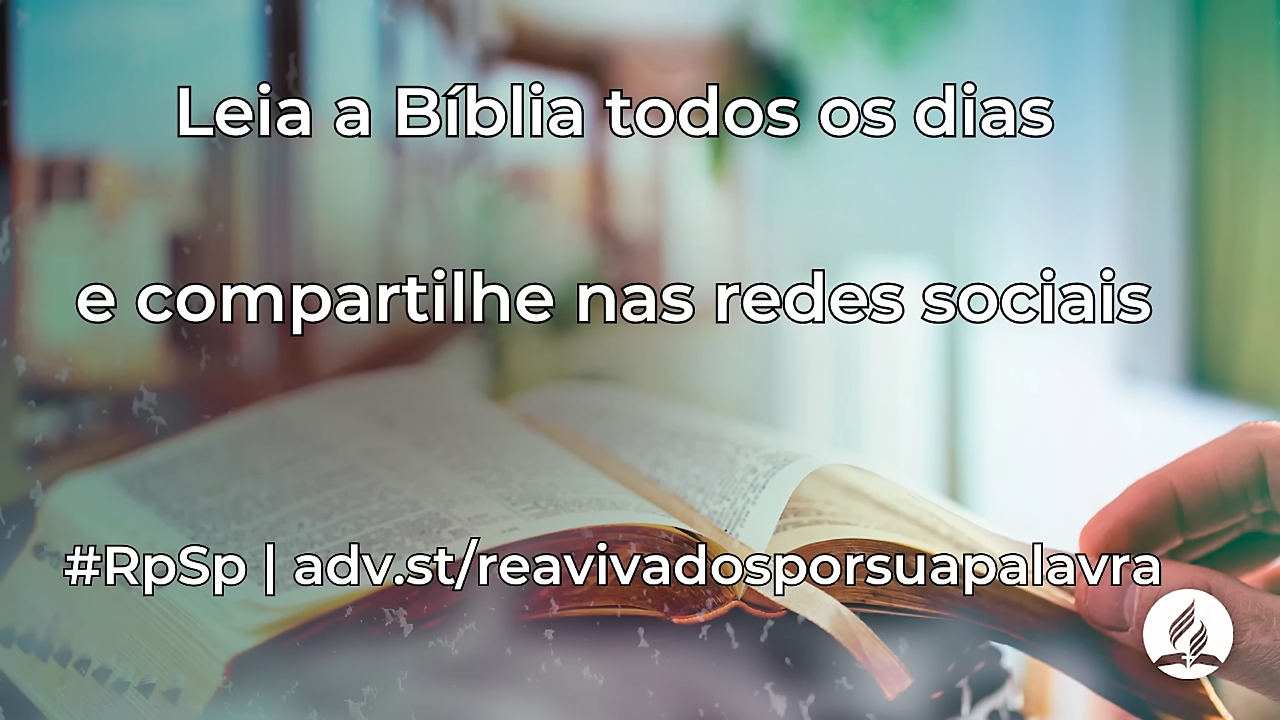 Leia a Bíblia todos os dias
e compartilhe nas redes sociais
#RpSp | adv.st/reavivadosporsuapalavra